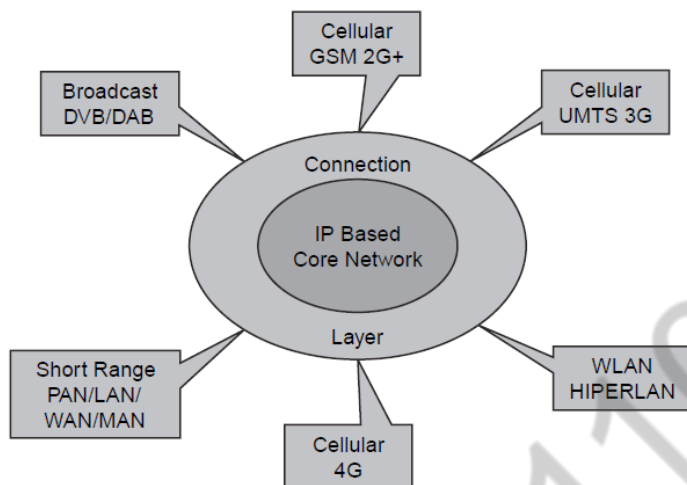 Cellular
GSM 2G+
Broadcast
DVB/DAB
Cellular
UMTS 3G
Connection
IP Based
Core Network
Layer
Short Range
PAN/LAN/
WAN/MAN
WLAN
HIPERLAN
Cellular
4G